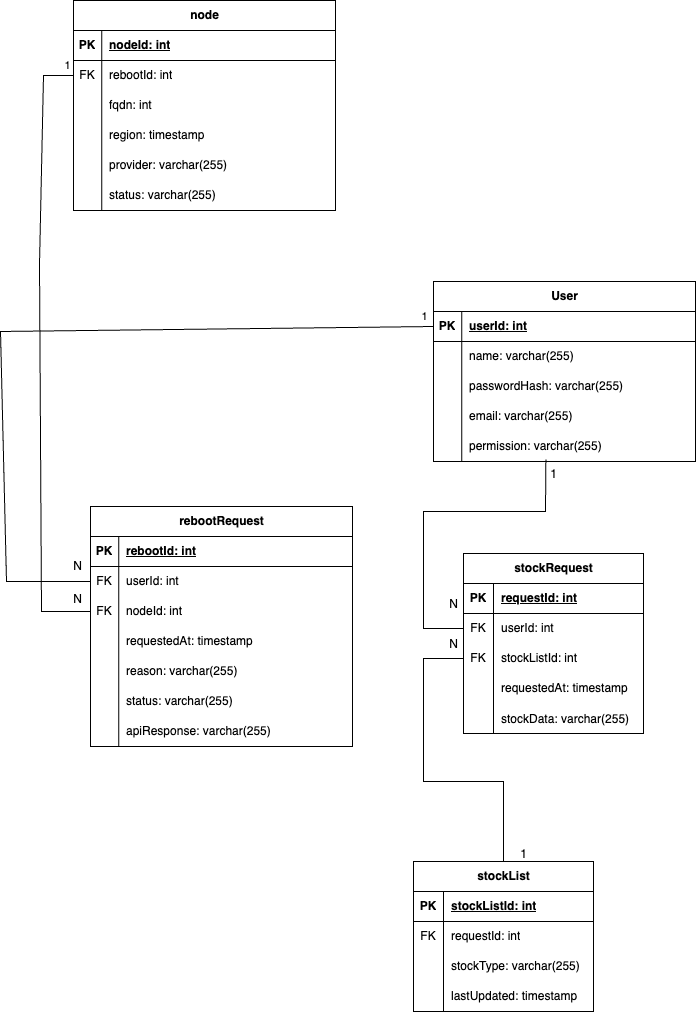 node
PK nodeId: int
1
FK rebootId: int
fqdn: int
region: timestamp
provider: varchar(255)
status: varchar(255)
User
1
PK userId: int
name: varchar(255)
passwordHash: varchar(255)
email: varchar(255)
permission: varchar(255)
1
rebootRequest
PK rebootId: int
N
FK userId: int
N
FK nodeId: int
requestedAt: timestamp
reason: varchar(255)
status: varchar(255)
apiResponse: varchar(255)
stockRequest
PK requestId: int
N
FK userId: int
N
FK stockListId: int
requestedAt: timestamp
stockData: varchar(255)
1
stockList
PK stockListId: int
FK requestId: int
stockType: varchar(255)
lastUpdated: timestamp